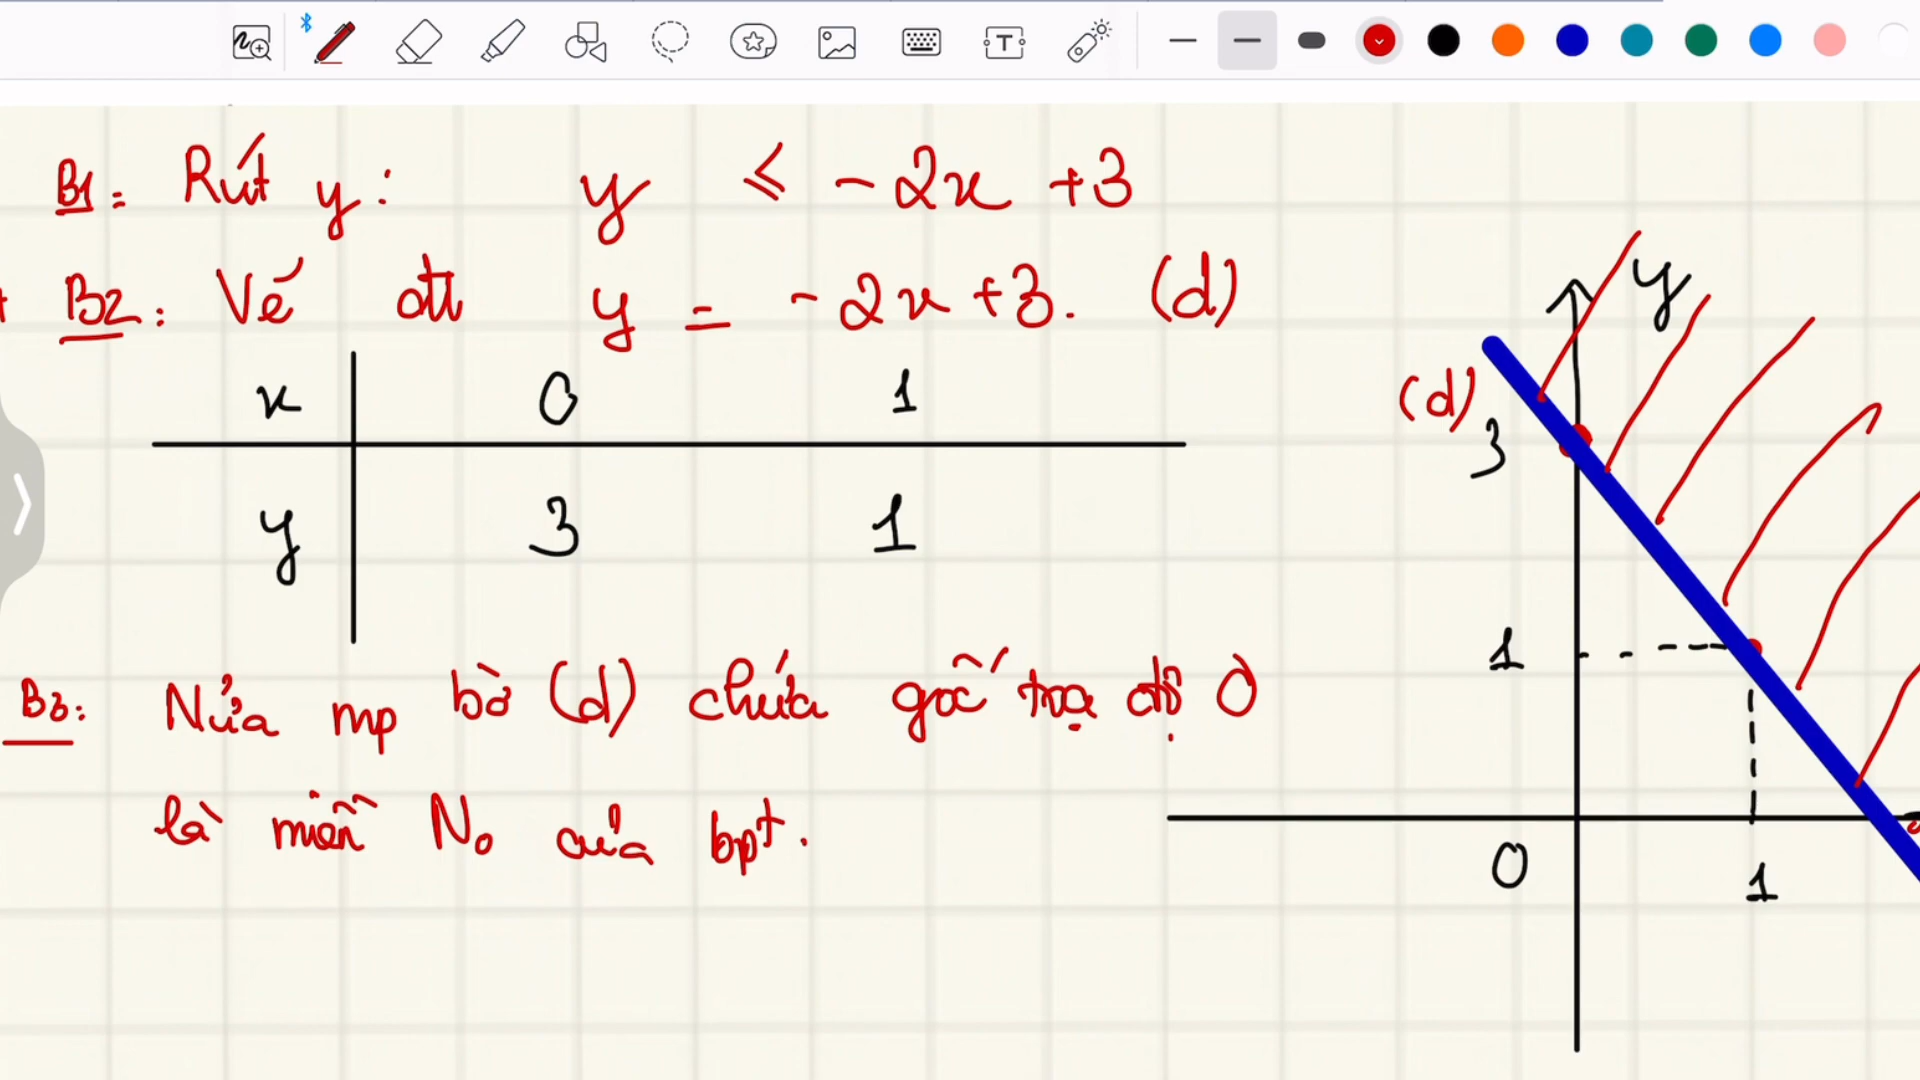 B1: Rút y: y ⩽ -2x +3
B2: Vẽ đt y = -2x +3. (d)
x 0 1
y 3 1
B3: Nửa mp bờ (d) chứa gốc toạ độ O
là miền No của bpt.
y
(d)
3
1
0
1